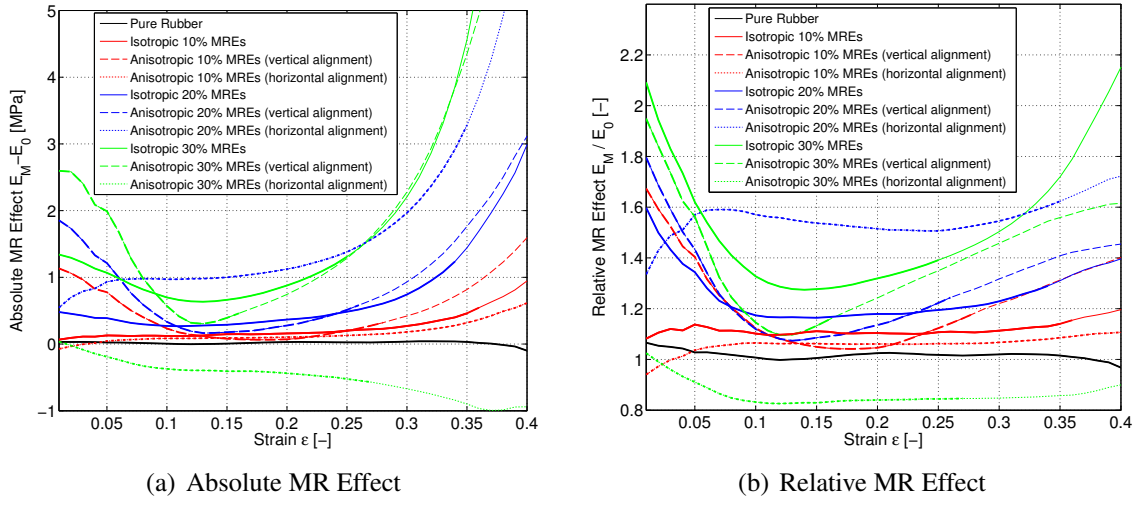 Pure Rubber
Isotropic 10% MREs
Anisotropic 10% MREs (vertical alignment)
Anisotropic 10% MREs (horizontal alignment)
Isotropic 20% MREs
Anisotropic 20% MREs (vertical alignment)
Anisotropic 20% MREs (horizontal alignment)
Isotropic 30% MREs
Anisotropic 30% MREs (vertical alignment)
Anisotropic 30% MREs (horizontal alignment)
Absolute MR Effect E_M−E_0 [MPa]
5
4
3
2
1
0
−1
0.05 0.1 0.15 0.2 0.25 0.3 0.35 0.4
Strain ε [−]
(a) Absolute MR Effect
Pure Rubber
Isotropic 10% MREs
Anisotropic 10% MREs (vertical alignment)
Anisotropic 10% MREs (horizontal alignment)
Isotropic 20% MREs
Anisotropic 20% MREs (vertical alignment)
Anisotropic 20% MREs (horizontal alignment)
Isotropic 30% MREs
Anisotropic 30% MREs (vertical alignment)
Anisotropic 30% MREs (horizontal alignment)
Relative MR Effect E_M / E_0 [−]
2.4
2.2
2
1.8
1.6
1.4
1.2
1
0.8
0.05 0.1 0.15 0.2 0.25 0.3 0.35 0.4
Strain ε [−]
(b) Relative MR Effect